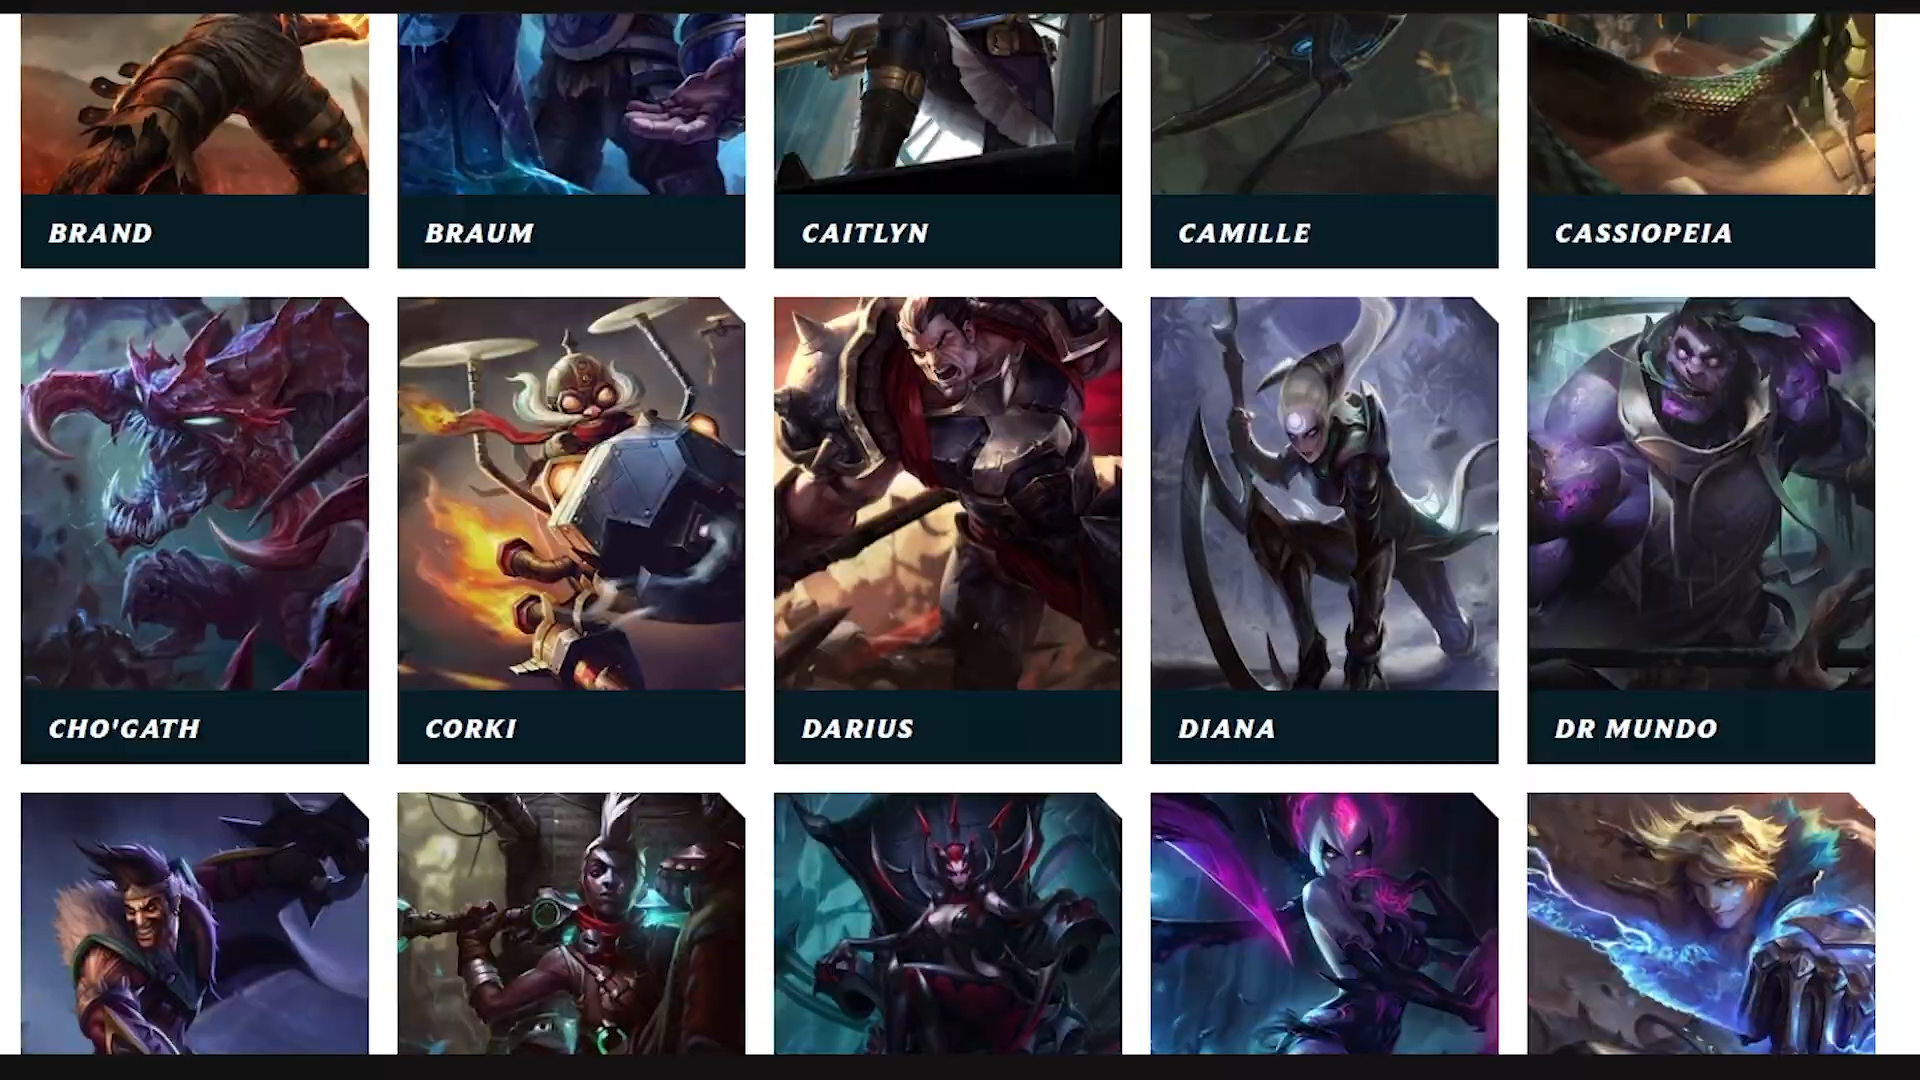 BRAND
BRAUM
CAITLYN
CAMILLE
CASSIOPEIA
CHO'GATH
CORKI
DARIUS
DIANA
DR MUNDO